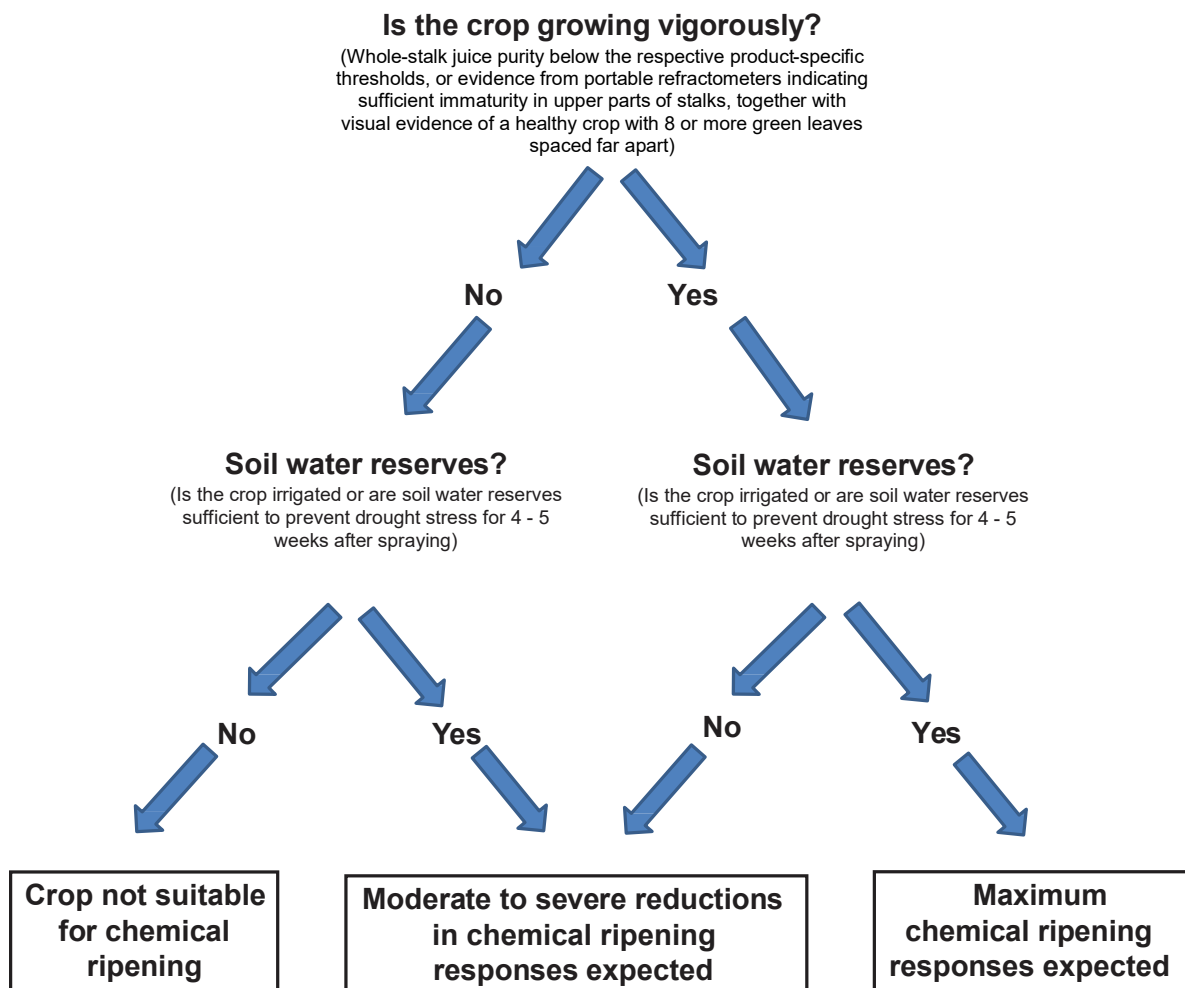 Is the crop growing vigorously?
(Whole-stalk juice purity below the respective product-specific
thresholds, or evidence from portable refractometers indicating
sufficient immaturity in upper parts of stalks, together with
visual evidence of a healthy crop with 8 or more green leaves
spaced far apart)
No
Yes
Soil water reserves?
(Is the crop irrigated or are soil water reserves
sufficient to prevent drought stress for 4 - 5
weeks after spraying)
Soil water reserves?
(Is the crop irrigated or are soil water reserves
sufficient to prevent drought stress for 4 - 5
weeks after spraying)
No
Yes
No
Yes
Crop not suitable
for chemical
ripening
Moderate to severe reductions
in chemical ripening
responses expected
Maximum
chemical ripening
responses expected